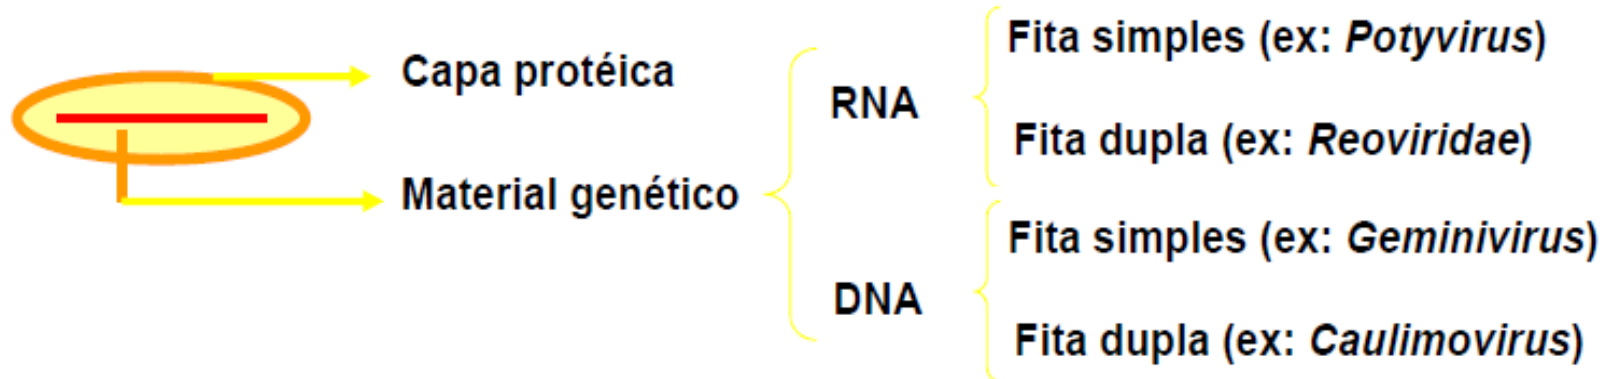 Capa protéica
Material genético
RNA
Fita simples (ex: Potyvirus)
Fita dupla (ex: Reoviridae)
DNA
Fita simples (ex: Geminivirus)
Fita dupla (ex: Caulimovirus)